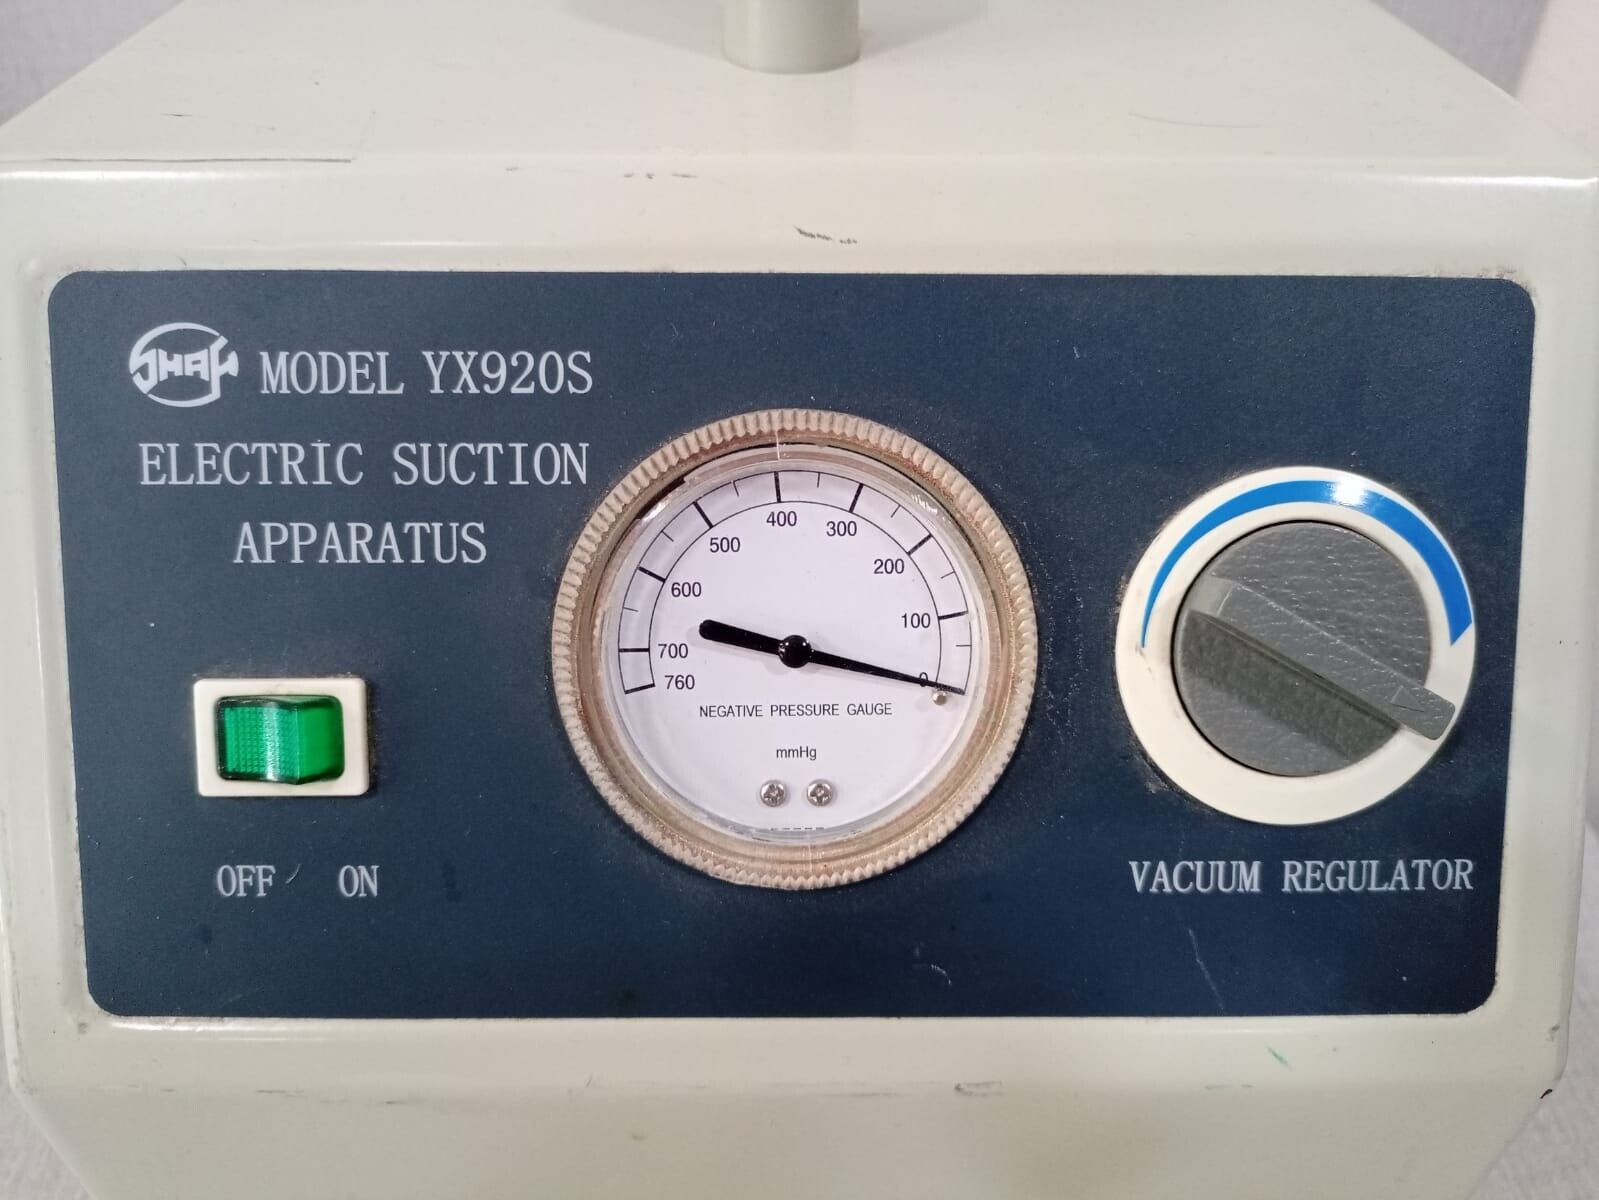 SMAF MODEL YX920S
ELECTRIC SUCTION
APPARATUS
400
300
500
200
600
100
700
0
760
NEGATIVE PRESSURE GAUGE
mmHg
OFF ON
VACUUM REGULATOR